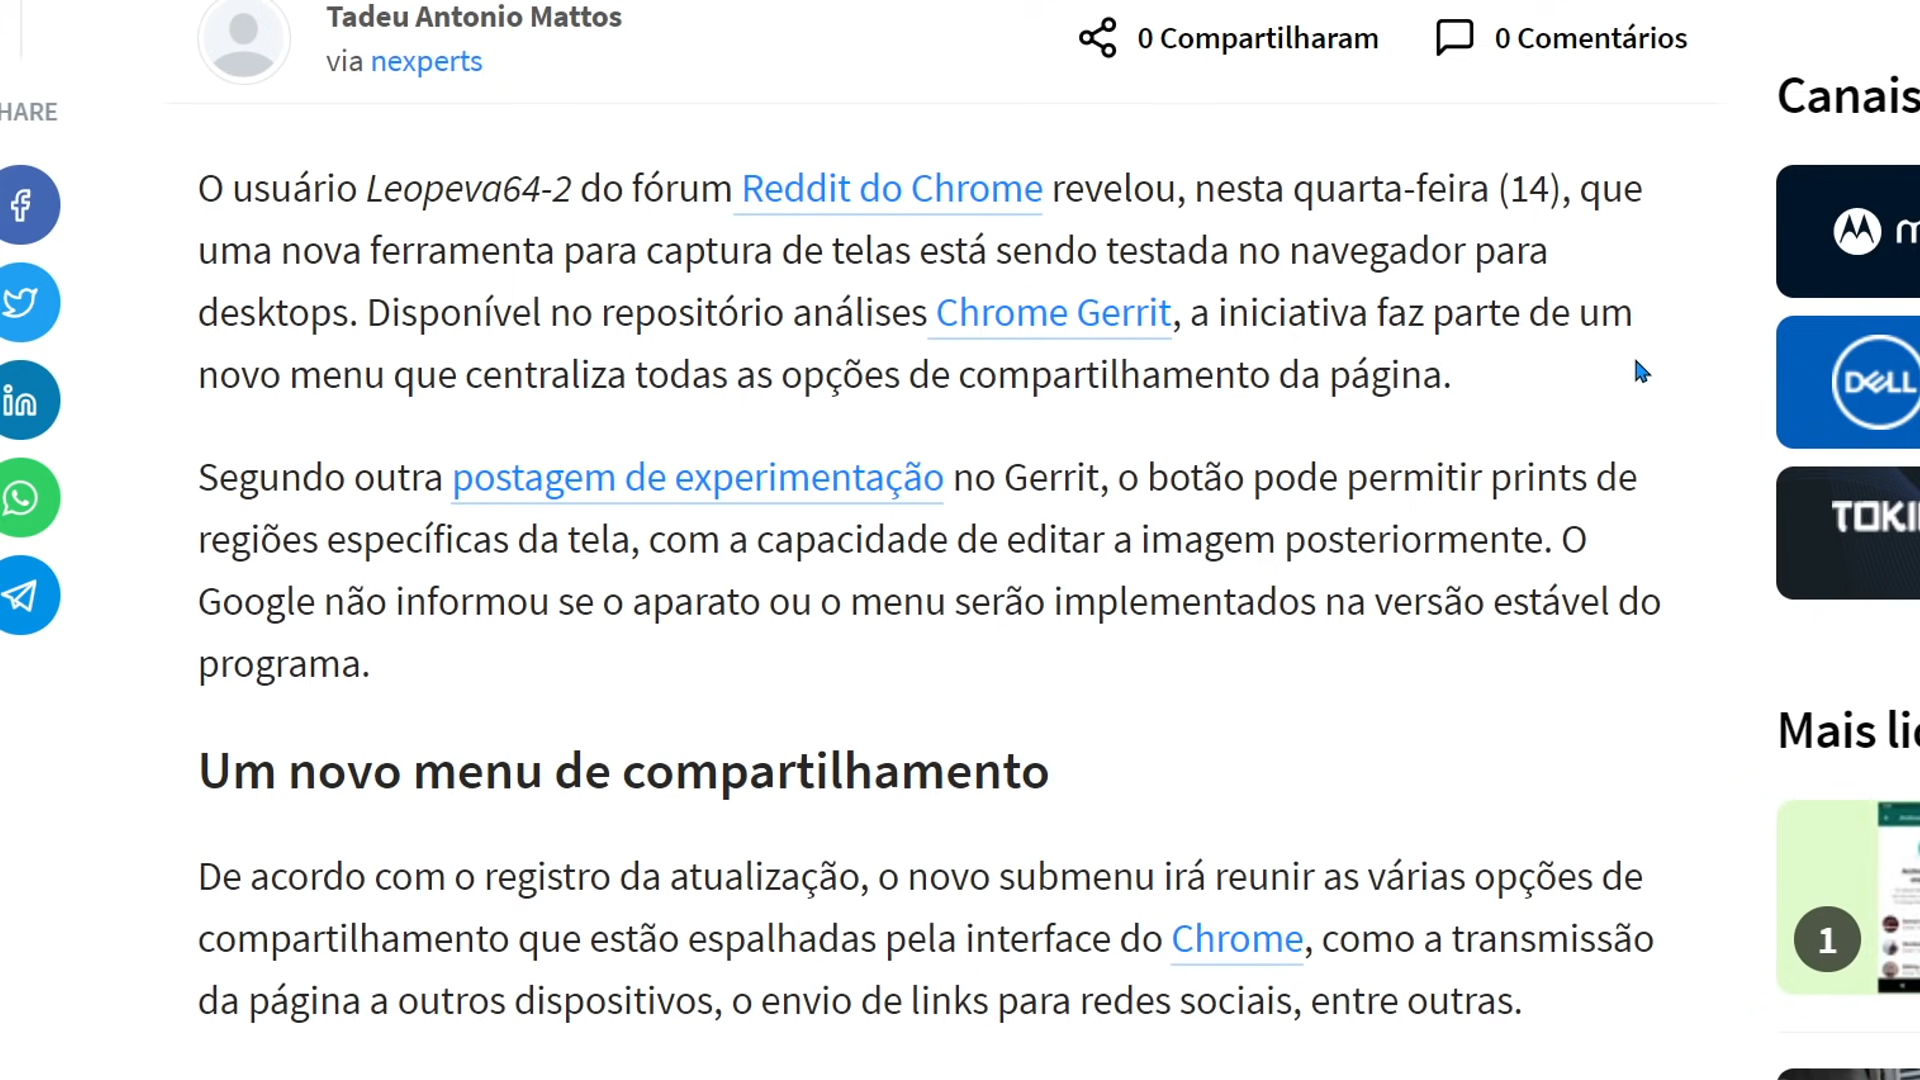 Tadeu Antonio Mattos
via nexperts
0 Compartilharam
0 Comentários
HARE
O usuário Leopeva64-2 do fórum Reddit do Chrome revelou, nesta quarta-feira (14), que
uma nova ferramenta para captura de telas está sendo testada no navegador para
desktops. Disponível no repositório análises Chrome Gerrit, a iniciativa faz parte de um
novo menu que centraliza todas as opções de compartilhamento da página.
Segundo outra postagem de experimentação no Gerrit, o botão pode permitir prints de
regiões específicas da tela, com a capacidade de editar a imagem posteriormente. O
Google não informou se o aparato ou o menu serão implementados na versão estável do
programa.
Um novo menu de compartilhamento
De acordo com o registro da atualização, o novo submenu irá reunir as várias opções de
compartilhamento que estão espalhadas pela interface do Chrome, como a transmissão
da página a outros dispositivos, o envio de links para redes sociais, entre outras.
Canais
DELL
TOKI
Mais li
1